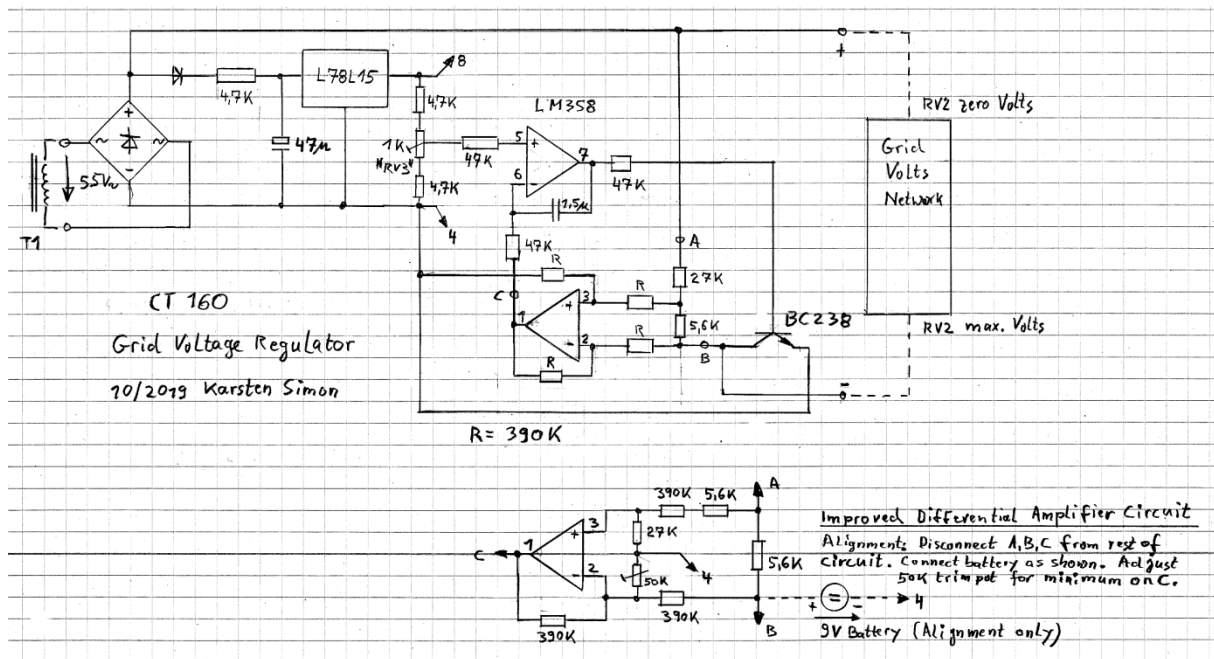 +
8
L78L15
4,7K
4,7K
LM358
RV2 zero Volts
+
~
~
-
47µ
1K
"RV3"
47K
5
+
7
6
-
47K
Grid
Volts
Network
55V~
4,7K
1,5µ
4
T1
47K
A
R
27K
CT 160
C
3
R
+
1
5,6K
BC238
RV2 max. Volts
Grid Voltage Regulator
-
2
R
B
R
-
10/2019 Karsten Simon
R = 390K
A
390K
5,6K
3
+
27K
Improved Differential Amplifier Circuit
C
1
4
5,6K
Alignment: Disconnect A,B,C from rest of
circuit. Connect battery as shown. Adjust
50K trimpot for minimum on C.
2
-
50K
+
=
-
4
390K
390K
B
9V Battery (Alignment only)